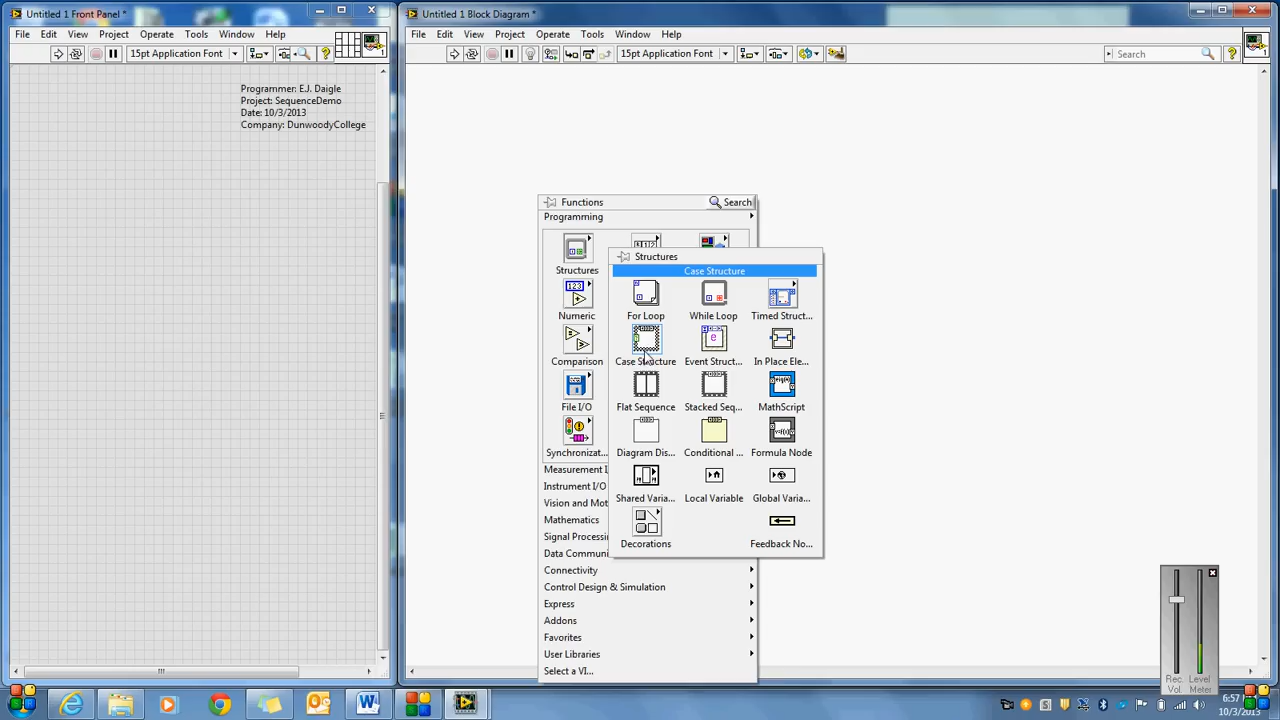 Untitled 1 Front Panel *
File Edit View Project Operate Tools Window Help
15pt Application Font
Programmer: E.J. Daigle
Project: SequenceDemo
Date: 10/3/2013
Company: DunwoodyCollege
Untitled 1 Block Diagram *
File Edit View Project Operate Tools Window Help
15pt Application Font
Search
Functions Search
Programming
Structures
Numeric
Comparison
File I/O
Synchronizat...
Measurement I
Instrument I/O
Vision and Mot
Mathematics
Signal Processi
Data Communi
Connectivity
Control Design & Simulation
Express
Addons
Favorites
User Libraries
Select a VI...
Structures
Case Structure
For Loop While Loop Timed Struct...
Case Structure Event Struct... In Place Ele...
Flat Sequence Stacked Seq... MathScript
Diagram Dis... Conditional ... Formula Node
Shared Varia... Local Variable Global Varia...
Decorations Feedback No...
Rec. Level
Vol. Meter
6:57
10/3/2013